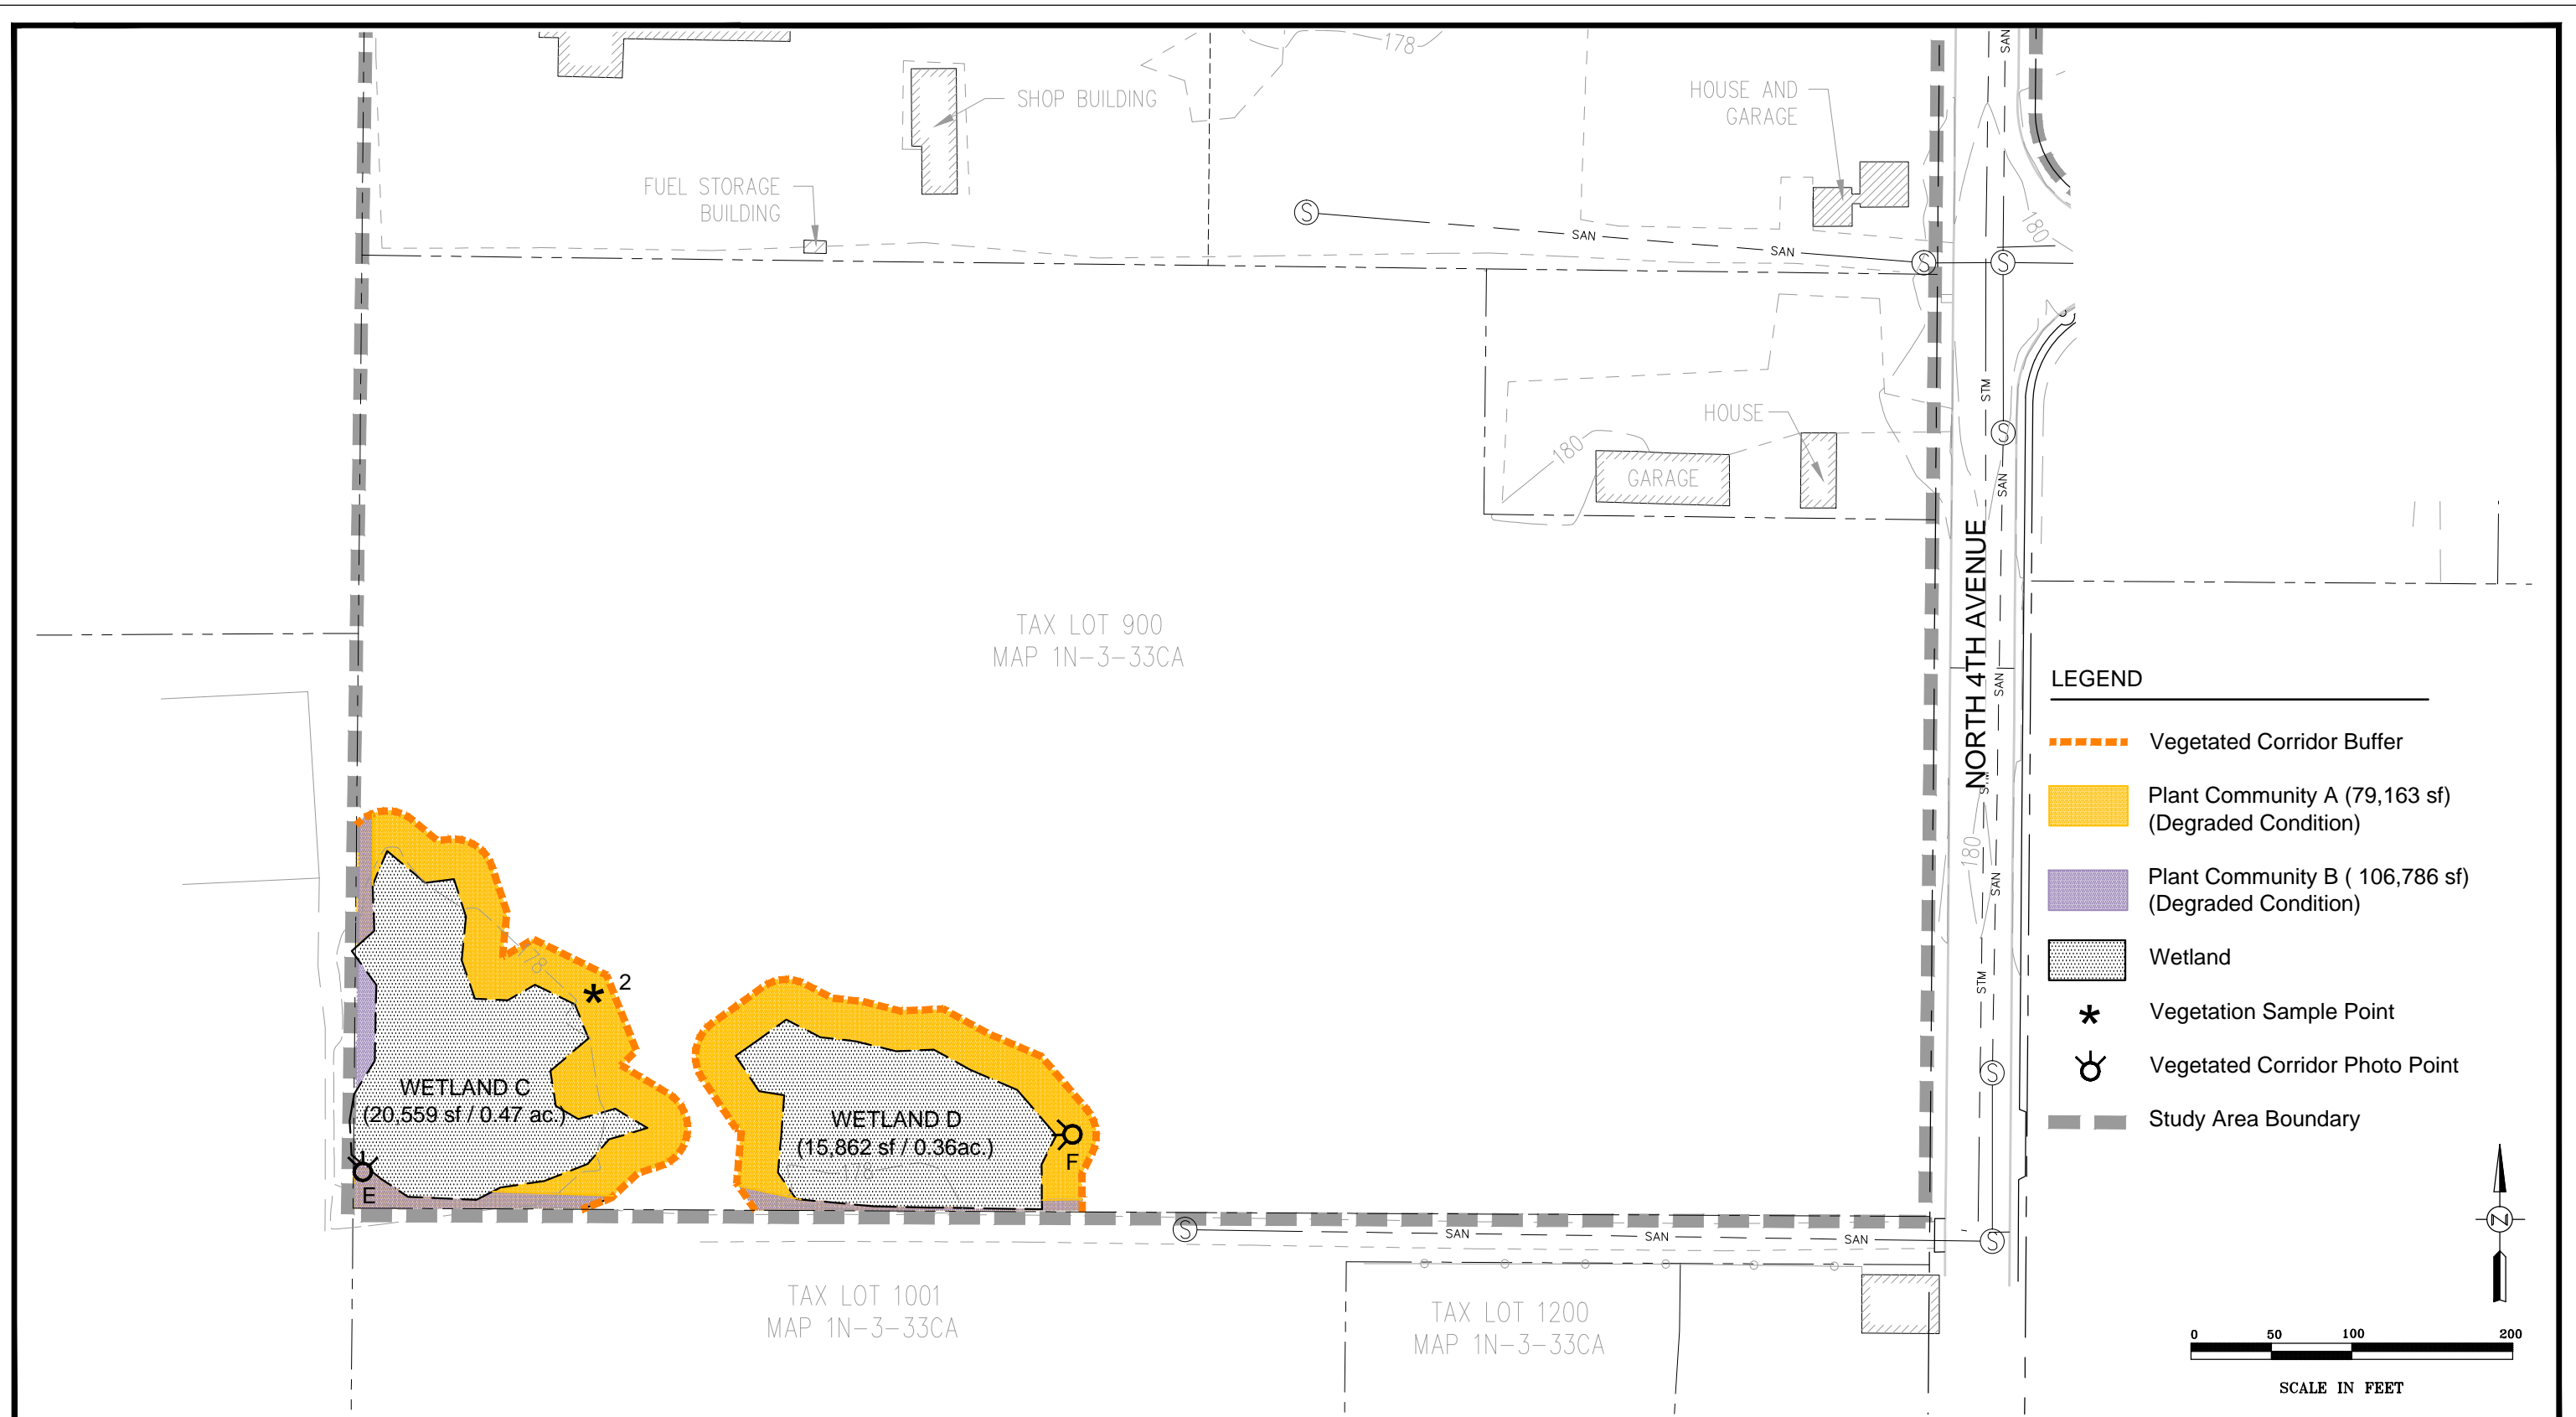 178
SHOP BUILDING
HOUSE AND
GARAGE
SAN
FUEL STORAGE
BUILDING
S
SAN
SAN
180
S
S
STM
HOUSE
180
GARAGE
S
SAN
NORTH 4TH AVENUE
TAX LOT 900
MAP 1N-3-33CA
SAN
STM
LEGEND
Vegetated Corridor Buffer
Plant Community A (79,163 sf)
(Degraded Condition)
Plant Community B ( 106,786 sf)
(Degraded Condition)
Wetland
Vegetation Sample Point
Vegetated Corridor Photo Point
Study Area Boundary
180
SAN
178
2
STM
S
WETLAND C
(20,559 sf / 0.47 ac.)
WETLAND D
(15,862 sf / 0.36ac.)
178
E
F
S
SAN
SAN
SAN
S
N
TAX LOT 1001
MAP 1N-3-33CA
TAX LOT 1200
MAP 1N-3-33CA
0 50 100 200
SCALE IN FEET